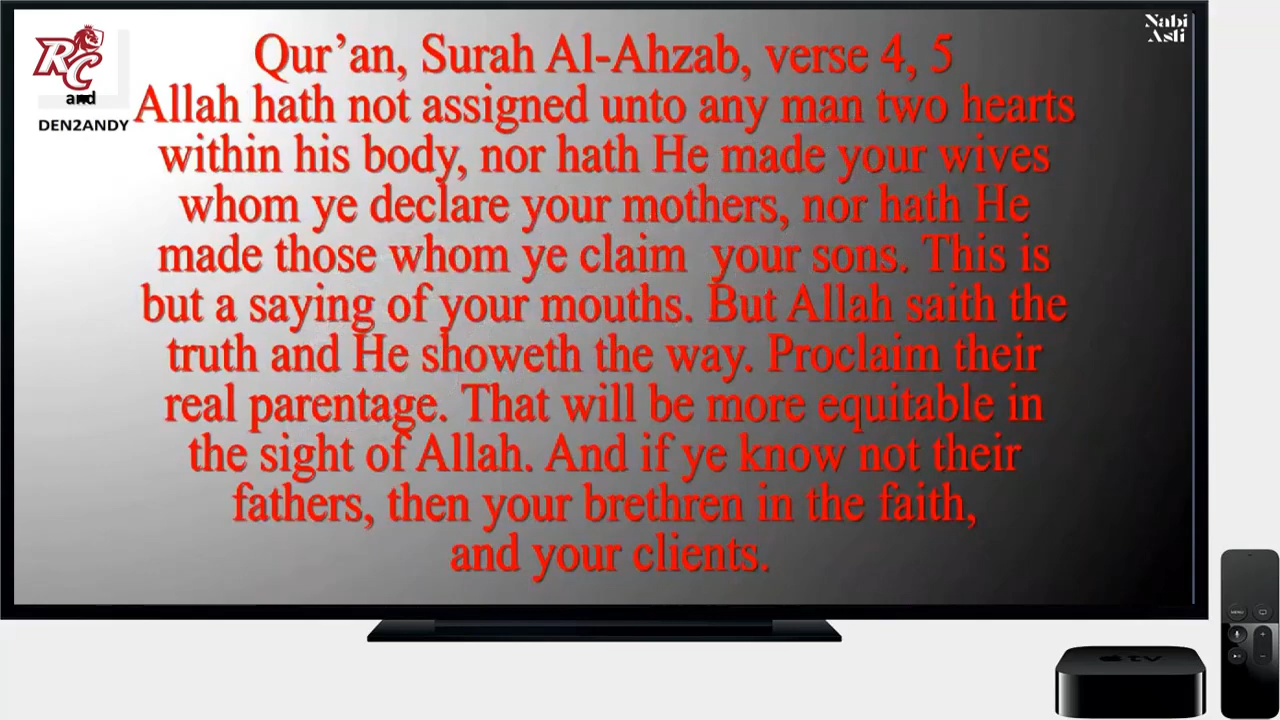 Qur’an, Surah Al-Ahzab, verse 4, 5
Allah hath not assigned unto any man two hearts
within his body, nor hath He made your wives
whom ye declare your mothers, nor hath He
made those whom ye claim your sons. This is
but a saying of your mouths. But Allah saith the
truth and He showeth the way. Proclaim their
real parentage. That will be more equitable in
the sight of Allah. And if ye know not their
fathers, then your brethren in the faith,
and your clients.
RC
and
DEN2ANDY
Nabi
Asli
MENU
tv